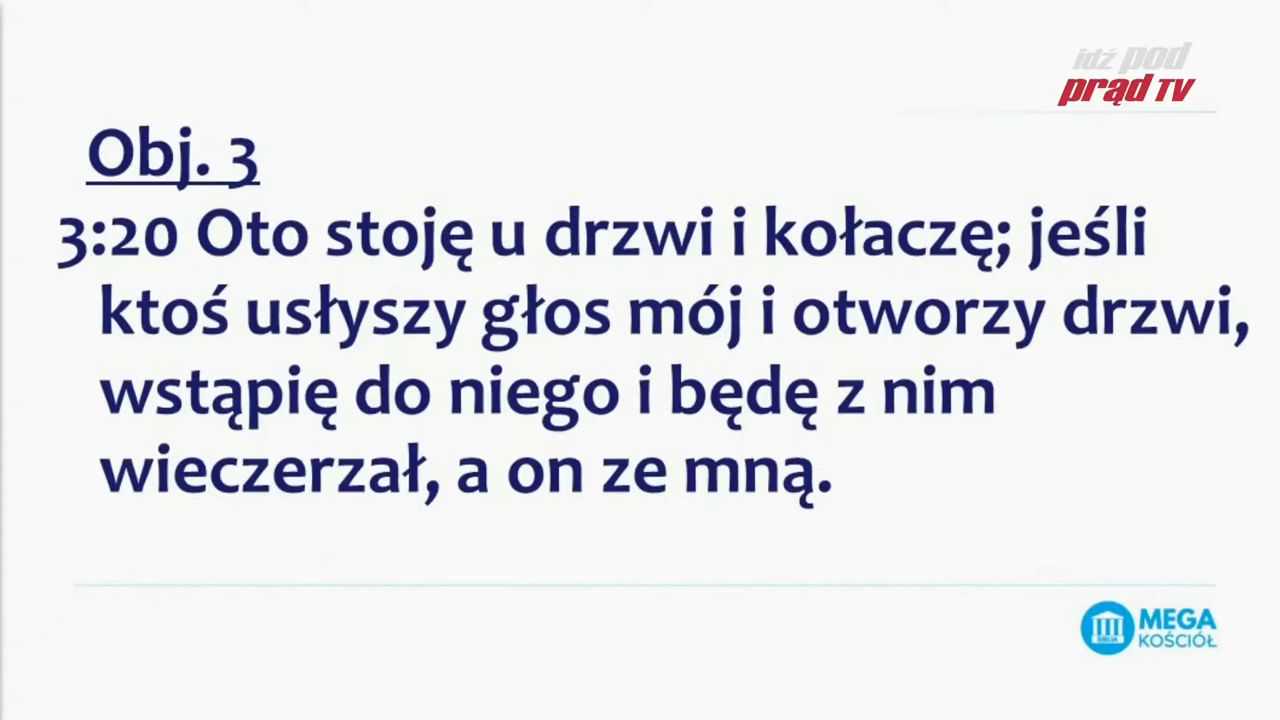 idź pod
prąd TV
Obj. 3
3:20 Oto stoję u drzwi i kołaczę; jeśli
ktoś usłyszy głos mój i otworzy drzwi,
wstąpię do niego i będę z nim
wieczerzał, a on ze mną.
MEGA
KOŚCIÓŁ
BIBLIA